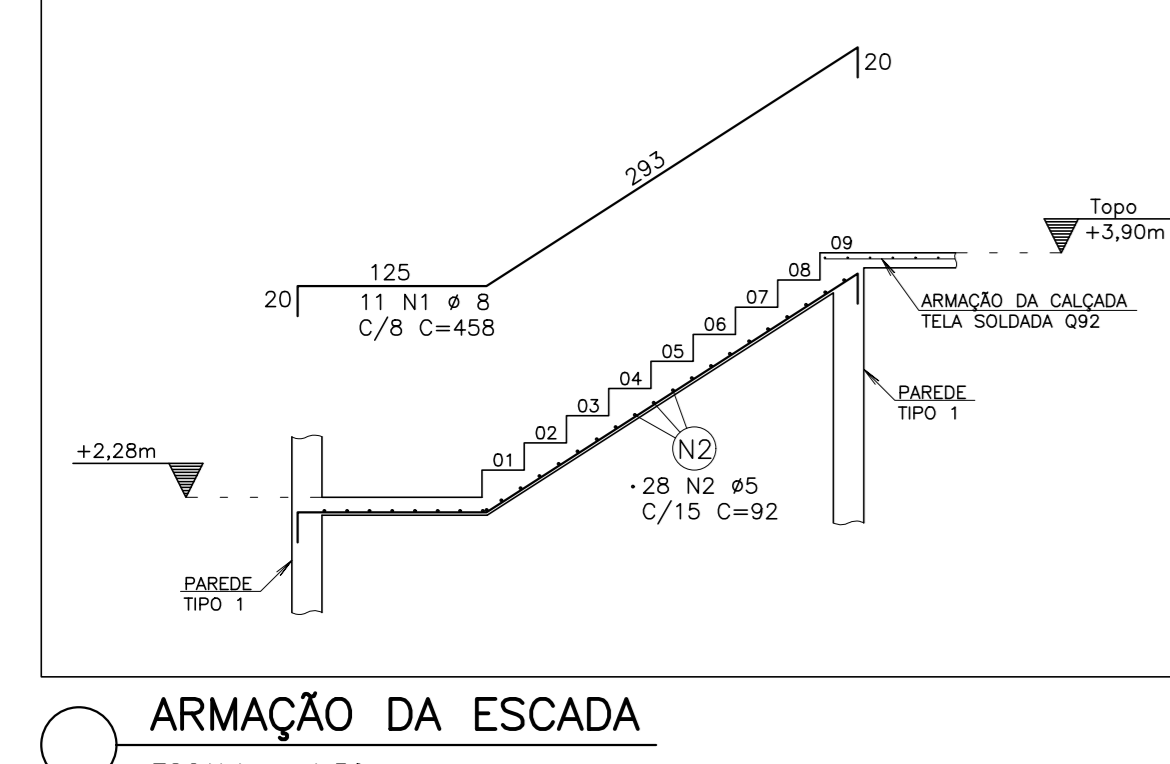 20
293
Topo
+3,90m
125
20
11 N1 ø 8
C/8 C=458
09
08
07
06
05
04
03
02
01
ARMAÇÃO DA CALÇADA
TELA SOLDADA Q92
PAREDE
TIPO 1
+2,28m
N2
28 N2 ø5
C/15 C=92
PAREDE
TIPO 1
ARMAÇÃO DA ESCADA